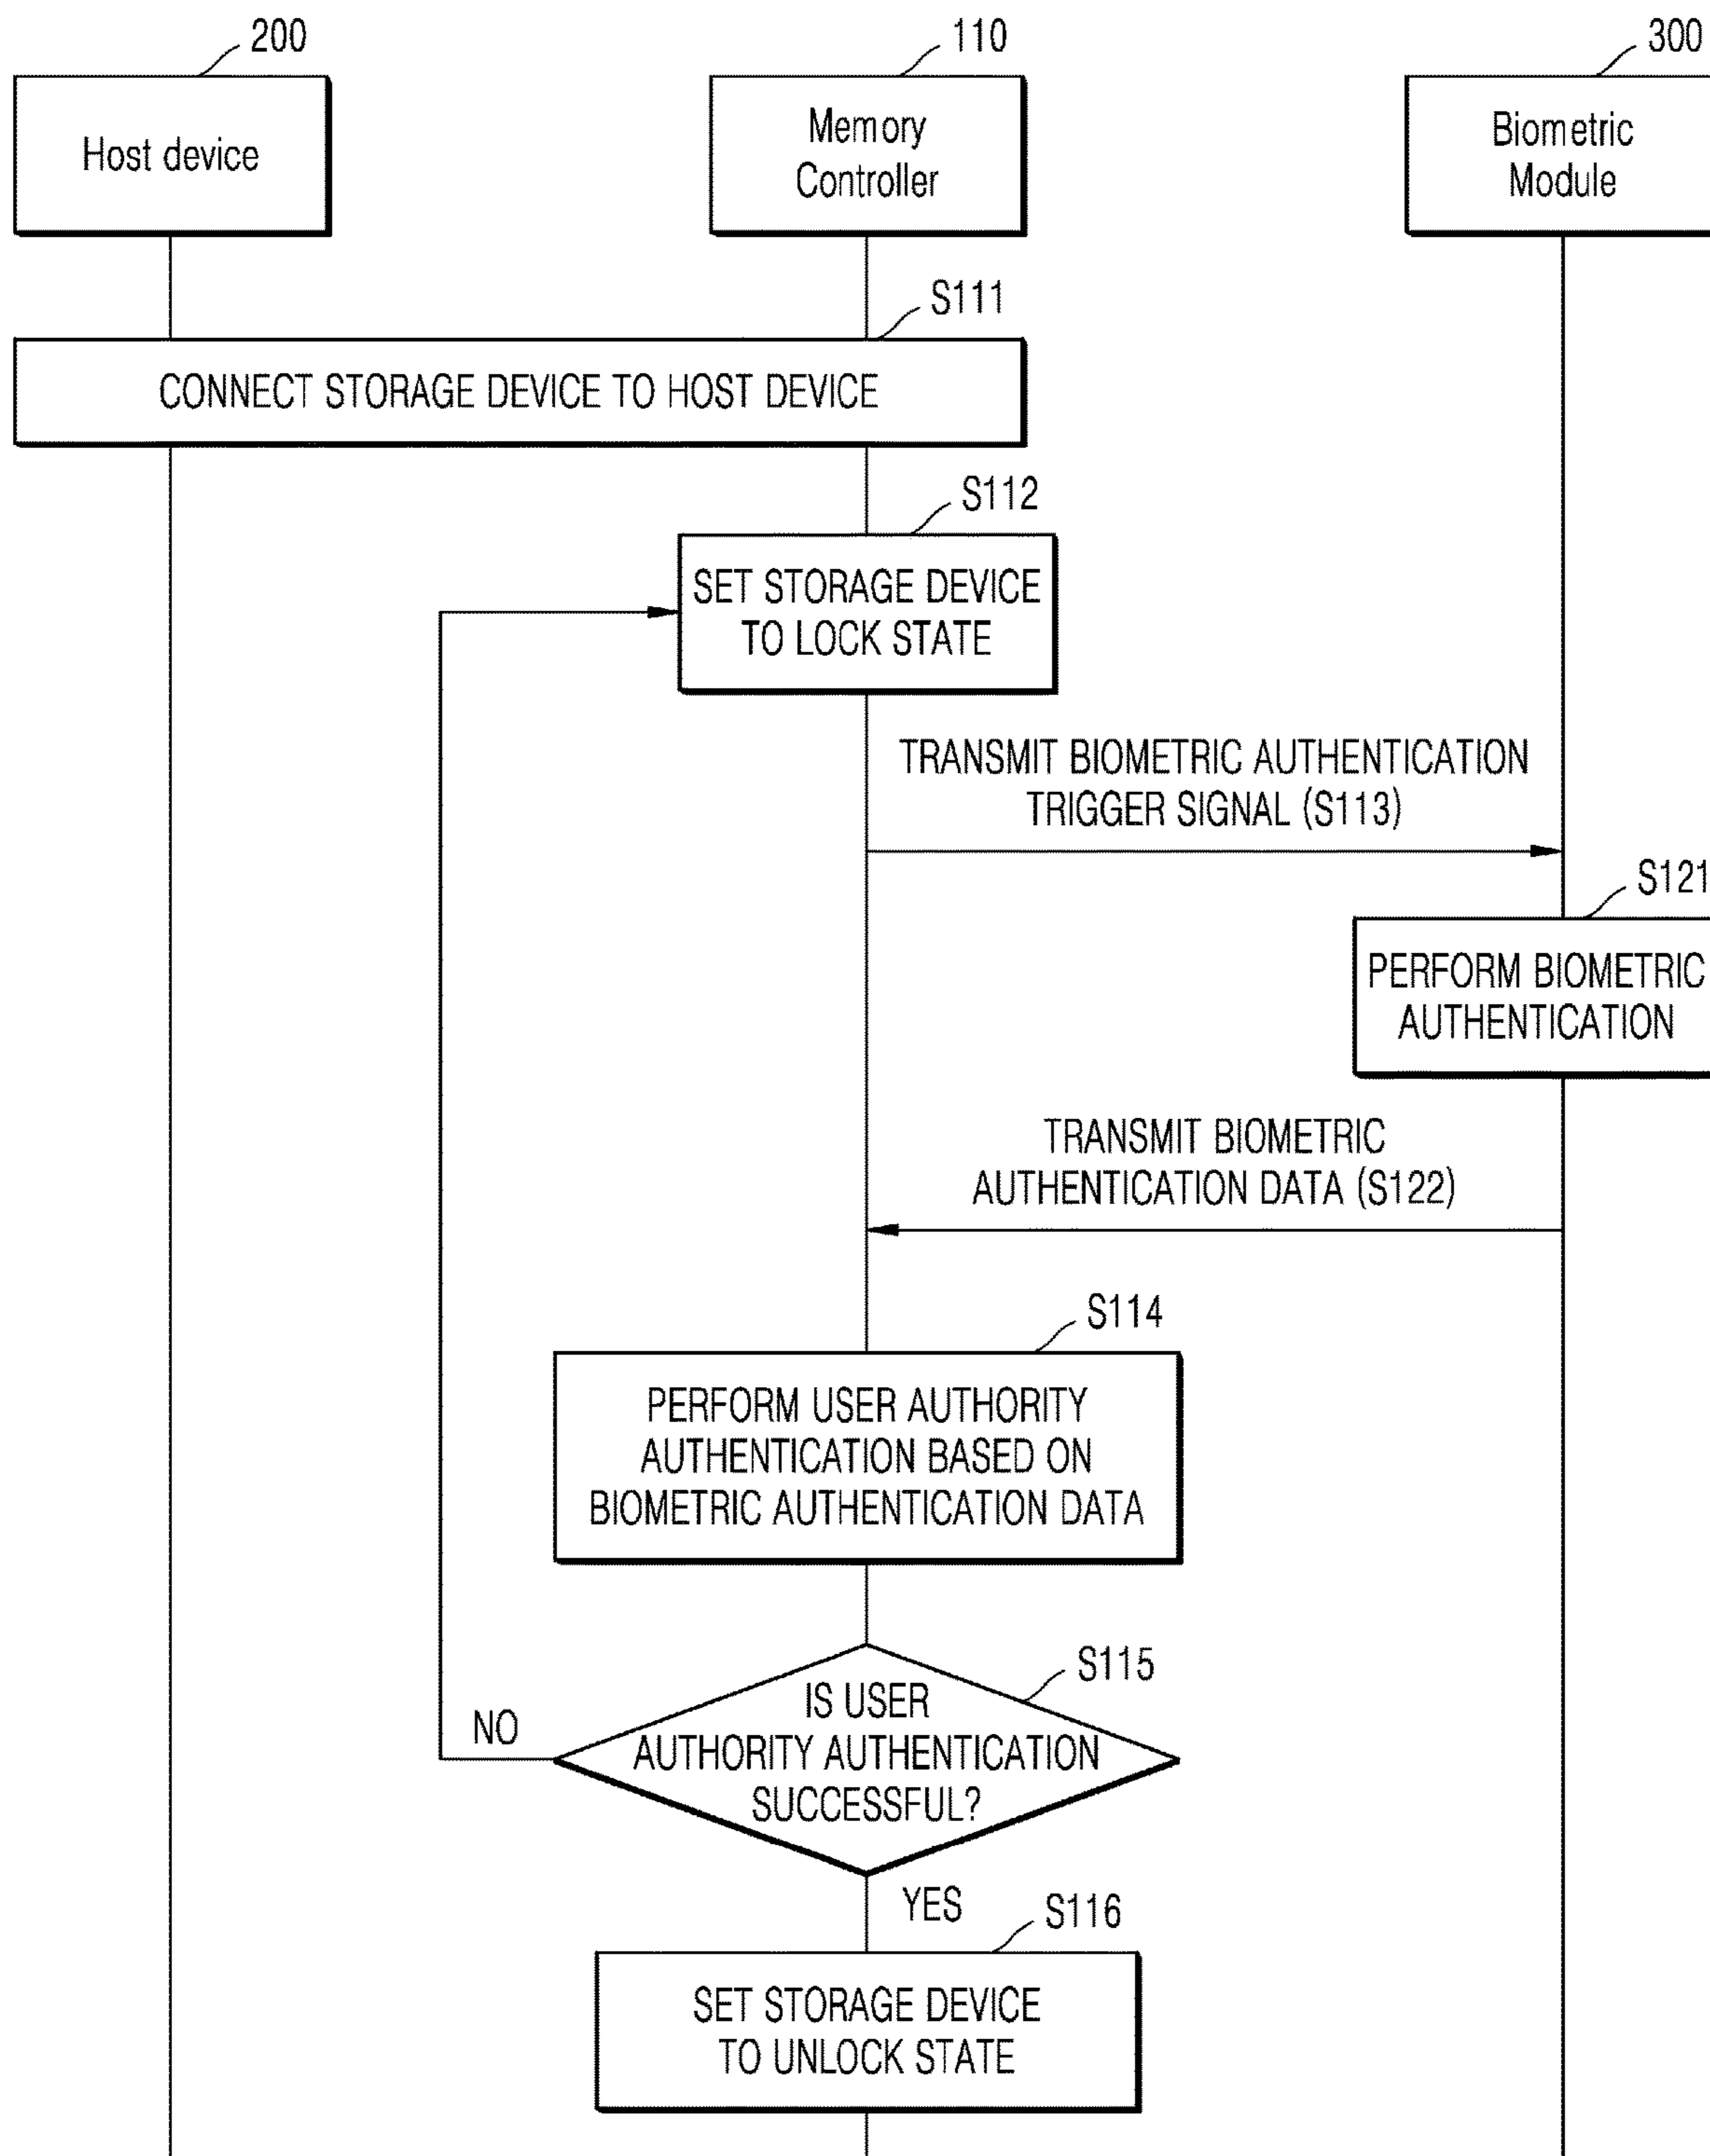 200
110
300
Host device
Memory
Controller
Biometric
Module
S111
CONNECT STORAGE DEVICE TO HOST DEVICE
S112
SET STORAGE DEVICE
TO LOCK STATE
TRANSMIT BIOMETRIC AUTHENTICATION
TRIGGER SIGNAL (S113)
S121
PERFORM BIOMETRIC
AUTHENTICATION
TRANSMIT BIOMETRIC
AUTHENTICATION DATA (S122)
S114
PERFORM USER AUTHORITY
AUTHENTICATION BASED ON
BIOMETRIC AUTHENTICATION DATA
S115
IS USER
AUTHORITY AUTHENTICATION
SUCCESSFUL?
NO
YES
S116
SET STORAGE DEVICE
TO UNLOCK STATE